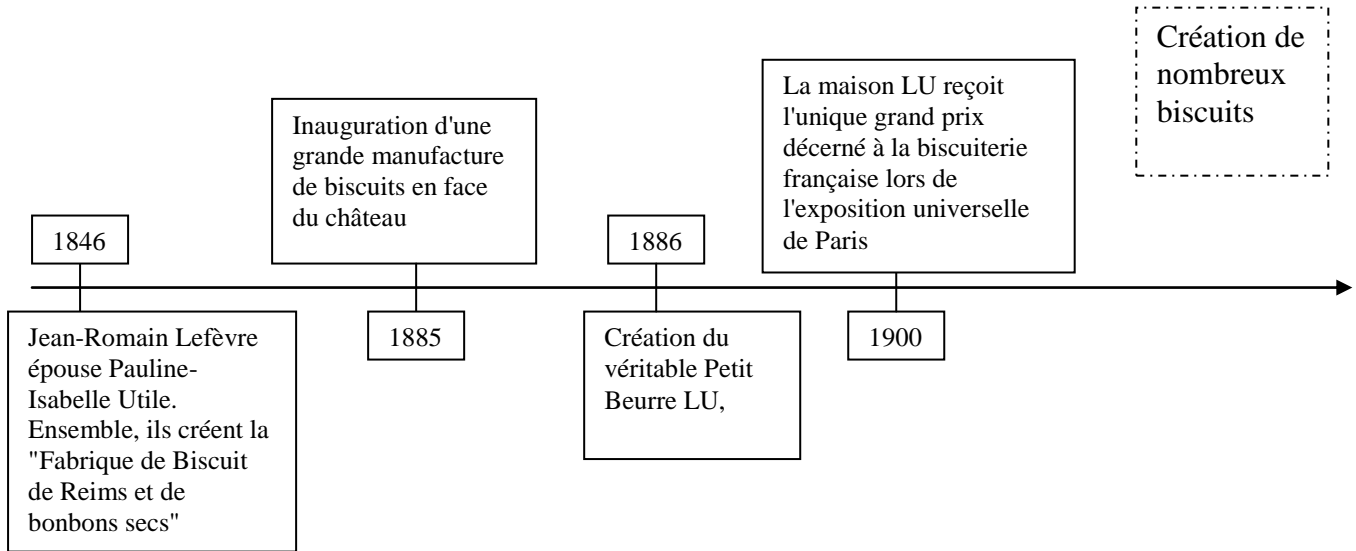 Création de
nombreux
biscuits
La maison LU reçoit
l'unique grand prix
décerné à la biscuiterie
française lors de
l'exposition universelle
de Paris
Inauguration d'une
grande manufacture
de biscuits en face
du château
1846
1886
Jean-Romain Lefèvre
épouse Pauline-
Isabelle Utile.
Ensemble, ils créent la
"Fabrique de Biscuit
de Reims et de
bonbons secs"
1885
Création du
véritable Petit
Beurre LU,
1900